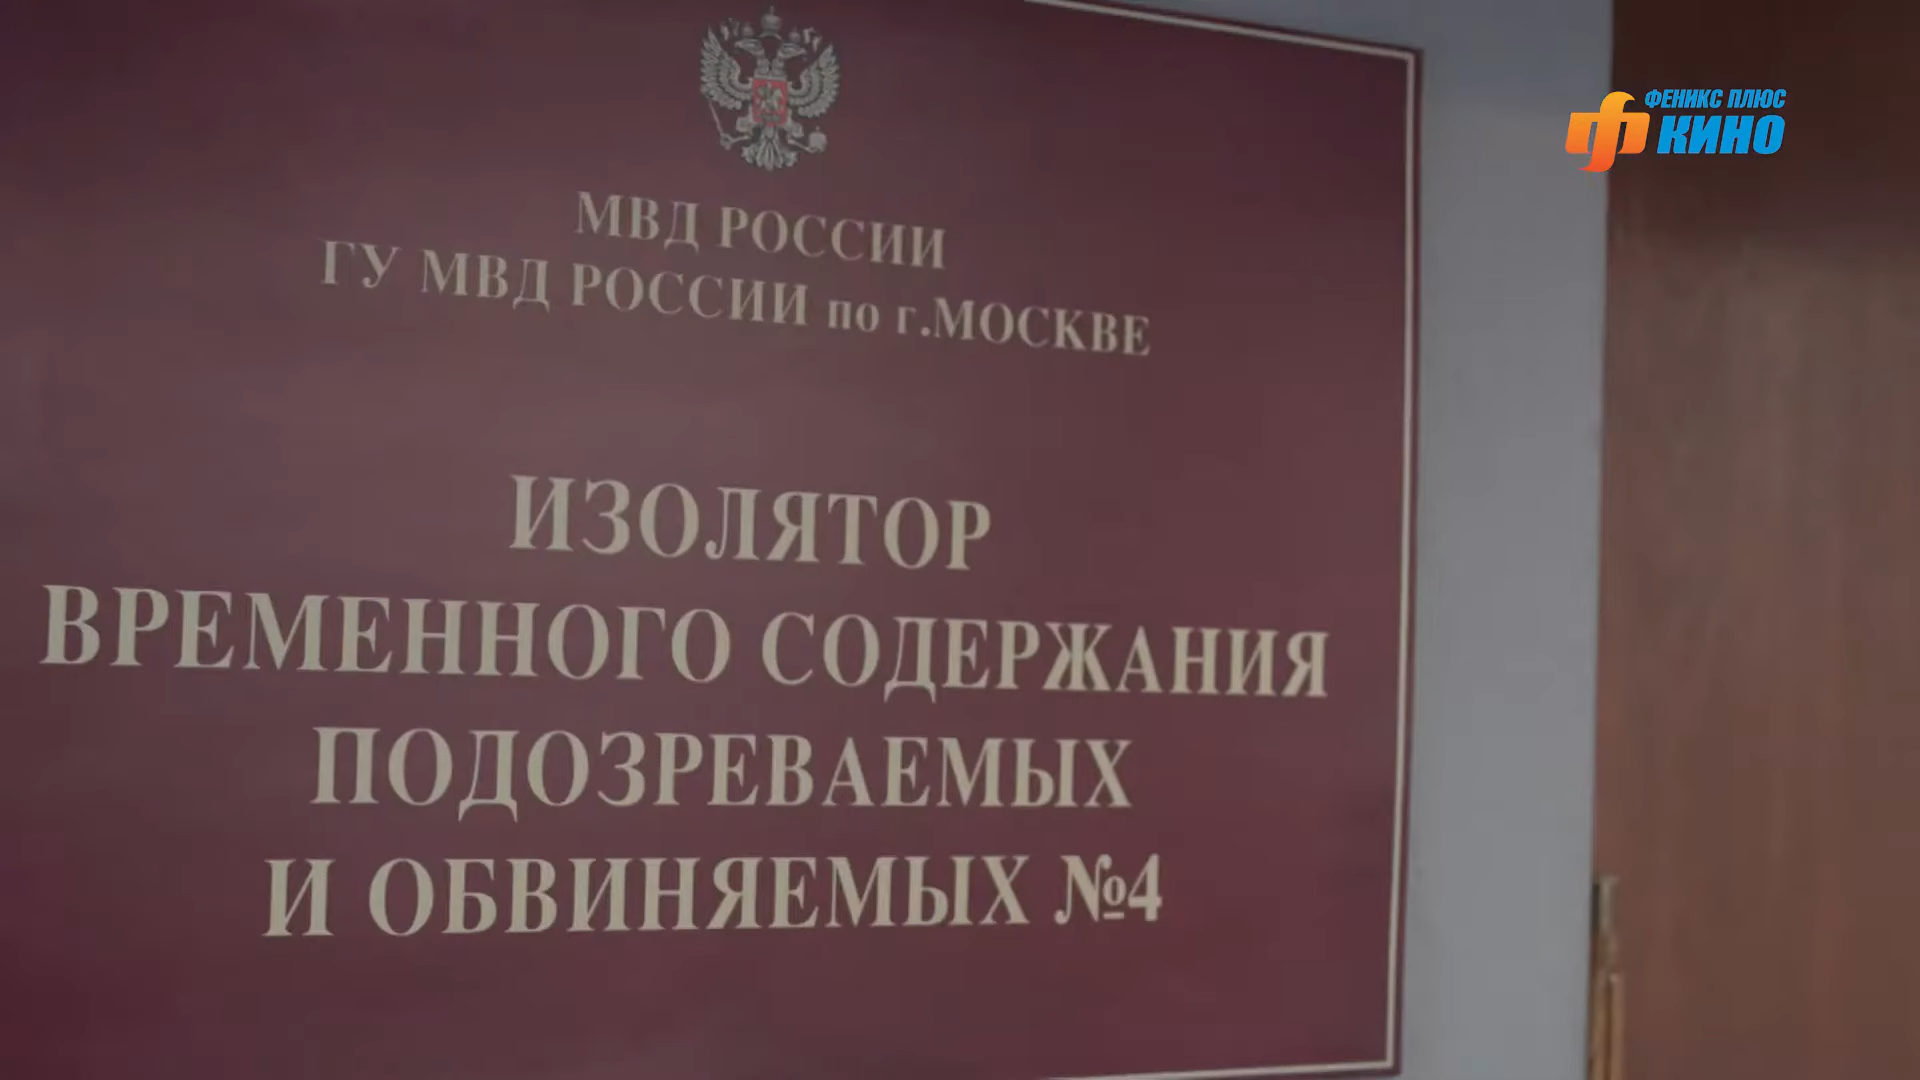 МВД РОССИИ
ГУ МВД РОССИИ по г.МОСКВЕ
ИЗОЛЯТОР
ВРЕМЕННОГО СОДЕРЖАНИЯ
ПОДОЗРЕВАЕМЫХ
И ОБВИНЯЕМЫХ №4
ФЕНИКС ПЛЮС
КИНО